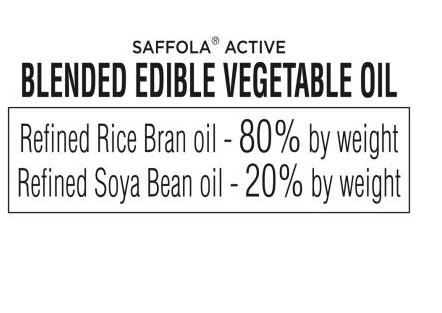 SAFFOLA® ACTIVE
BLENDED EDIBLE VEGETABLE OIL
Refined Rice Bran oil - 80% by weight
Refined Soya Bean oil - 20% by weight